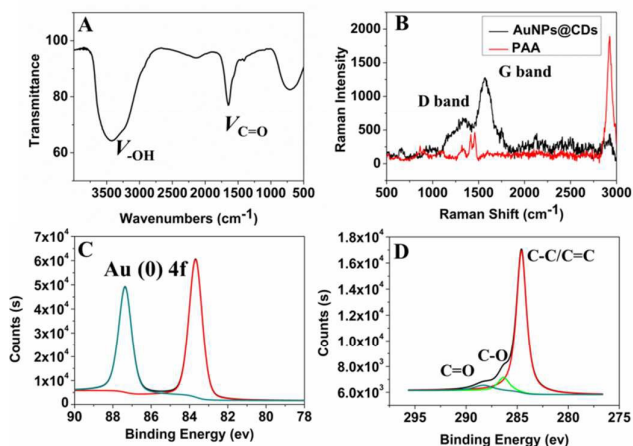 A
Transmittance
100
80
60
V-OH
VC=O
4000 3500 3000 2500 2000 1500 1000 500
Wavenumbers (cm-1)
B
AuNPs@CDs
PAA
Raman Intensity
2000
1750
1500
1250
1000
750
500
250
0
G band
D band
500 1000 1500 2000 2500 3000
Raman Shift (cm-1)
C
Counts (s)
7x10^4
6x10^4
5x10^4
4x10^4
3x10^4
2x10^4
1x10^4
0
Au (0) 4f
90 88 86 84 82 80 78
Binding Energy (ev)
D
Counts (s)
1.8x10^4
1.6x10^4
1.4x10^4
1.2x10^4
1.0x10^4
8.0x10^3
6.0x10^3
C-C/C=C
C-O
C=O
295 290 285 280 275
Binding Energy (ev)